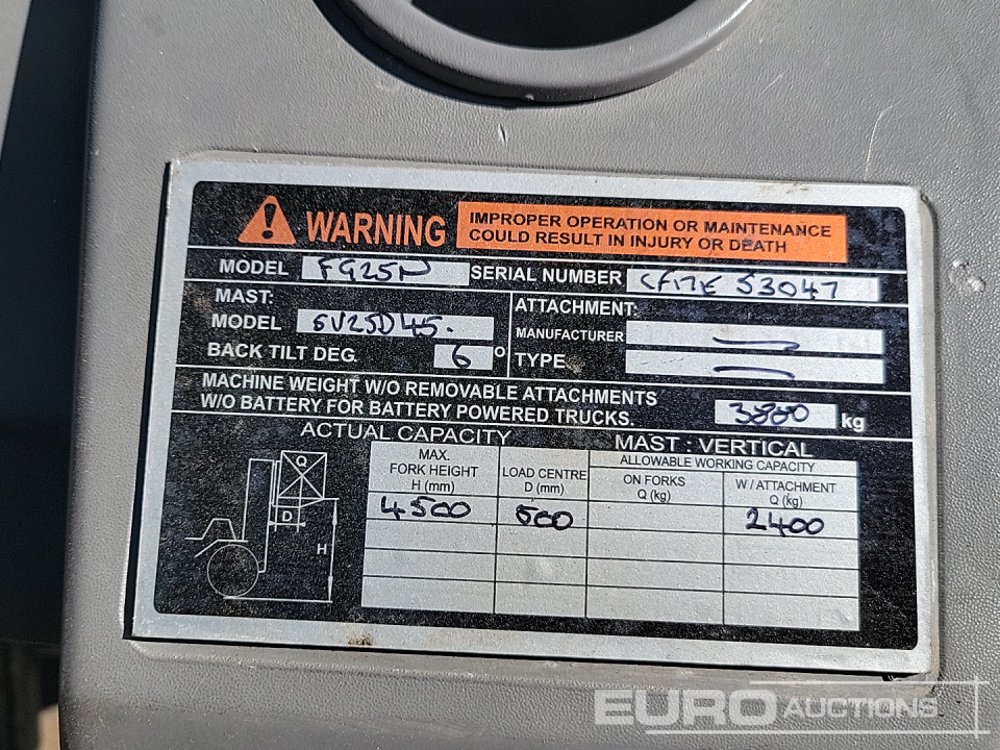 WARNING
IMPROPER OPERATION OR MAINTENANCE
COULD RESULT IN INJURY OR DEATH
MODEL FG25N SERIAL NUMBER CF17E 53047
MAST:
MODEL 5V25D45.
BACK TILT DEG. 6°
ATTACHMENT:
MANUFACTURER
TYPE
MACHINE WEIGHT W/O REMOVABLE ATTACHMENTS
W/O BATTERY FOR BATTERY POWERED TRUCKS. 3880 kg
ACTUAL CAPACITY MAST : VERTICAL
MAX.
FORK HEIGHT
H (mm)
LOAD CENTRE
D (mm)
ALLOWABLE WORKING CAPACITY
ON FORKS
Q (kg)
W / ATTACHMENT
Q (kg)
4500 500 2400
Q
D
H
EURO AUCTIONS